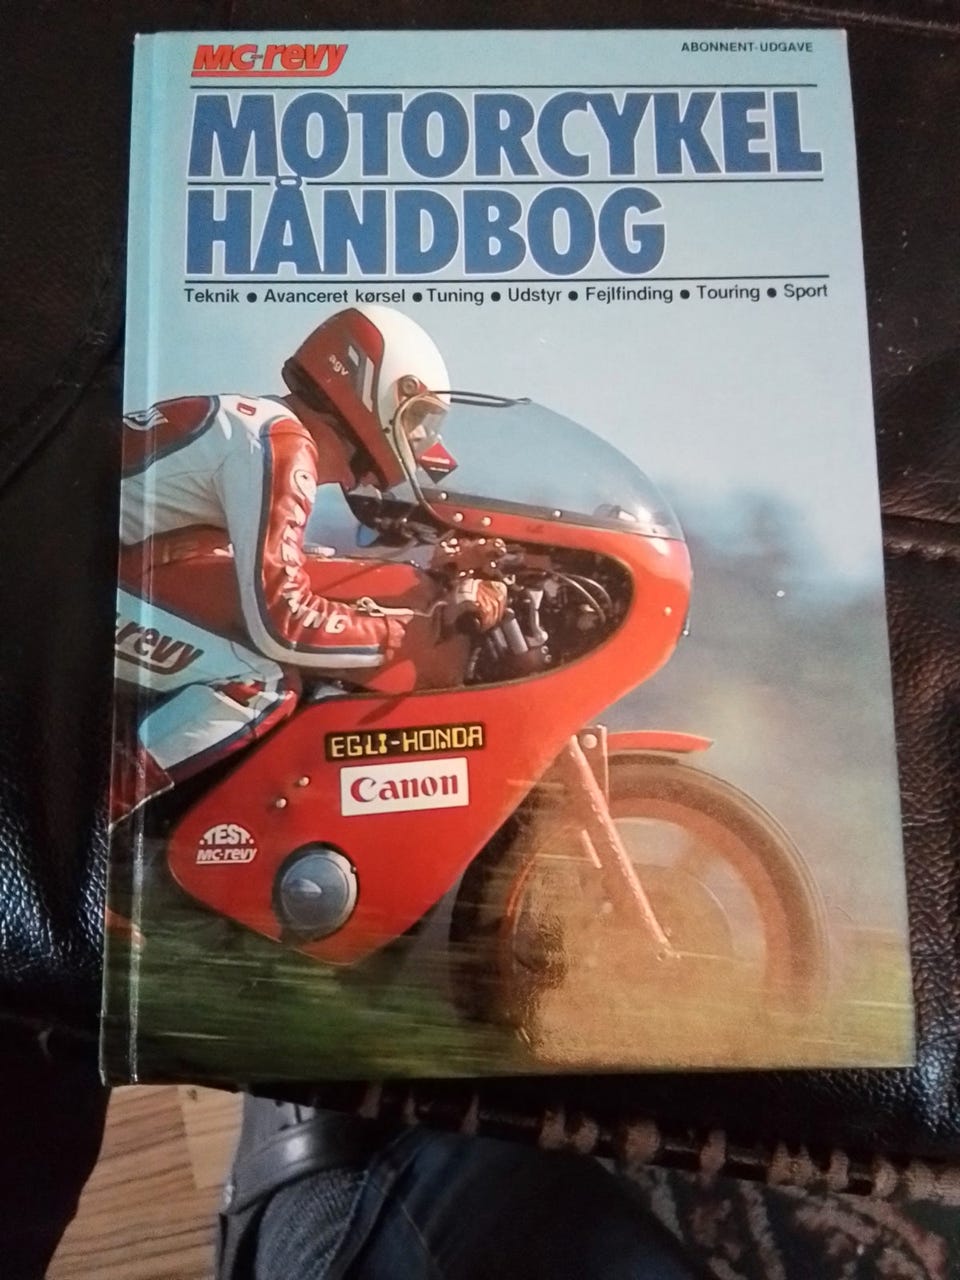 MC-revy
ABONNENT-UDGAVE
MOTORCYKEL
HÅNDBOG
Teknik ● Avanceret kørsel ● Tuning ● Udstyr ● Fejlfinding ● Touring ● Sport
agv
revy
EGLI-HONDA
Canon
TEST
MC-revy